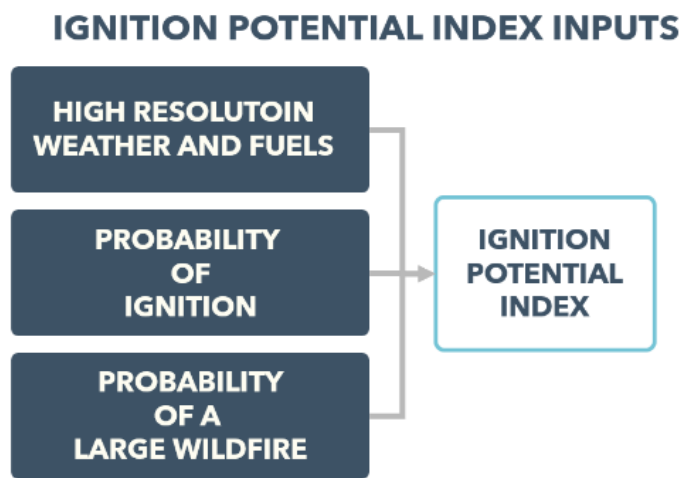 IGNITION POTENTIAL INDEX INPUTS
HIGH RESOLUTOIN
WEATHER AND FUELS
PROBABILITY
OF
IGNITION
PROBABILITY
OF A
LARGE WILDFIRE
IGNITION
POTENTIAL
INDEX